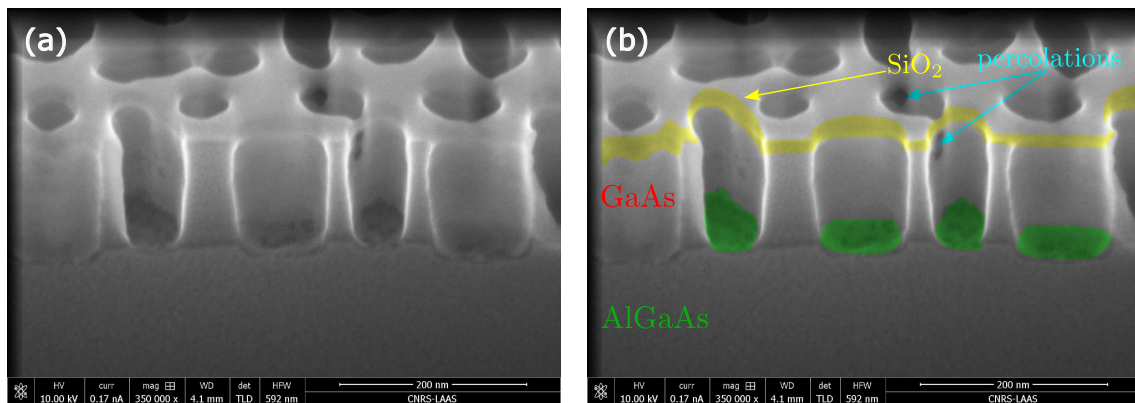 (a)
HV curr mag WD det HFW
10.00 kV 0.17 nA 350 000 x 4.1 mm TLD 592 nm
200 nm
CNRS-LAAS
(b)
SiO₂
percolations
GaAs
AlGaAs
HV curr mag WD det HFW
10.00 kV 0.17 nA 350 000 x 4.1 mm TLD 592 nm
200 nm
CNRS-LAAS